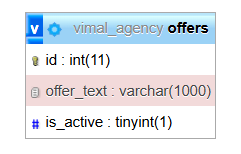 v vimal_agency offers
id : int(11)
offer_text : varchar(1000)
# is_active : tinyint(1)